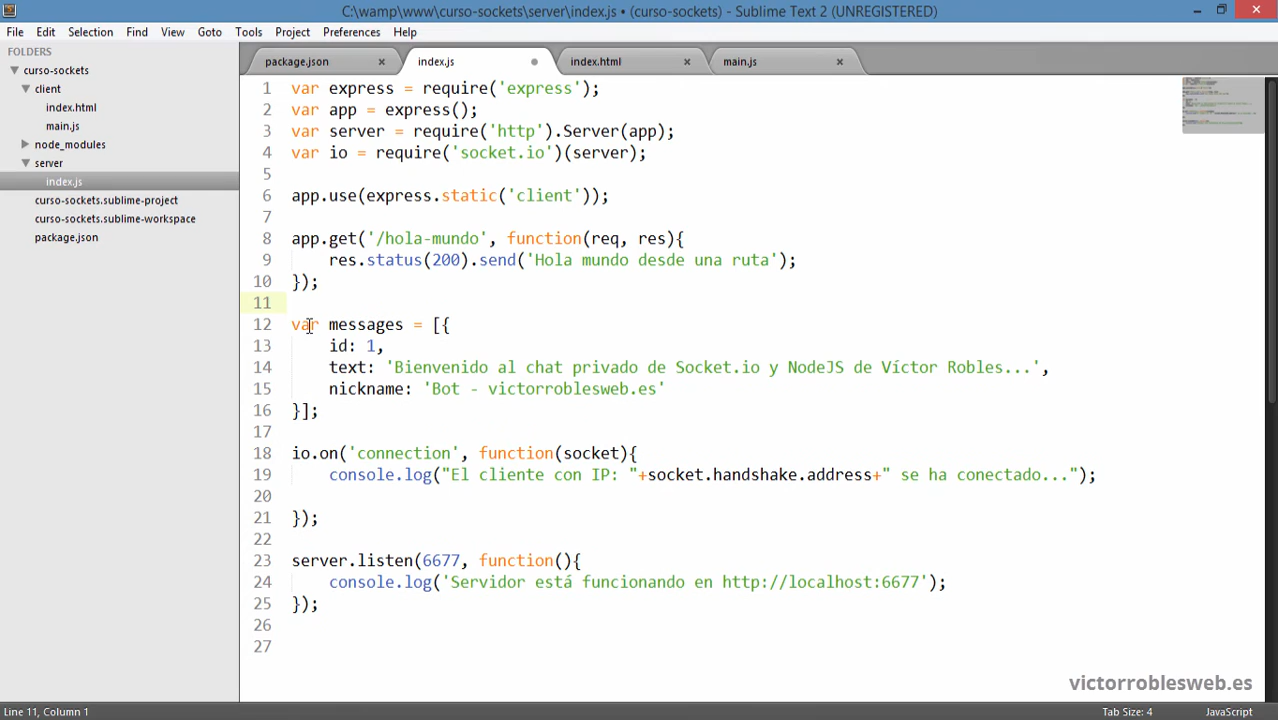 C:\wamp\www\curso-sockets\server\index.js • (curso-sockets) - Sublime Text 2 (UNREGISTERED)
File Edit Selection Find View Goto Tools Project Preferences Help
FOLDERS
curso-sockets
client
index.html
main.js
node_modules
server
index.js
curso-sockets.sublime-project
curso-sockets.sublime-workspace
package.json
package.json index.js index.html main.js
1 var express = require('express');
2 var app = express();
3 var server = require('http').Server(app);
4 var io = require('socket.io')(server);
5
6 app.use(express.static('client'));
7
8 app.get('/hola-mundo', function(req, res){
9 res.status(200).send('Hola mundo desde una ruta');
10 });
11
12 var messages = [{
13 id: 1,
14 text: 'Bienvenido al chat privado de Socket.io y NodeJS de Víctor Robles...',
15 nickname: 'Bot - victorroblesweb.es'
16 }];
17
18 io.on('connection', function(socket){
19 console.log("El cliente con IP: "+socket.handshake.address+" se ha conectado...");
20
21 });
22
23 server.listen(6677, function(){
24 console.log('Servidor está funcionando en http://localhost:6677');
25 });
26
27
victorroblesweb.es
Line 11, Column 1 Tab Size: 4 JavaScript